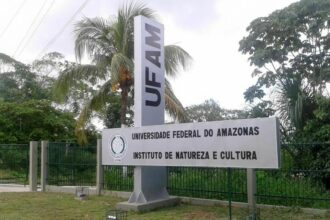 UFAM
UNIVERSIDADE FEDERAL DO AMAZONAS
INSTITUTO DE NATUREZA E CULTURA